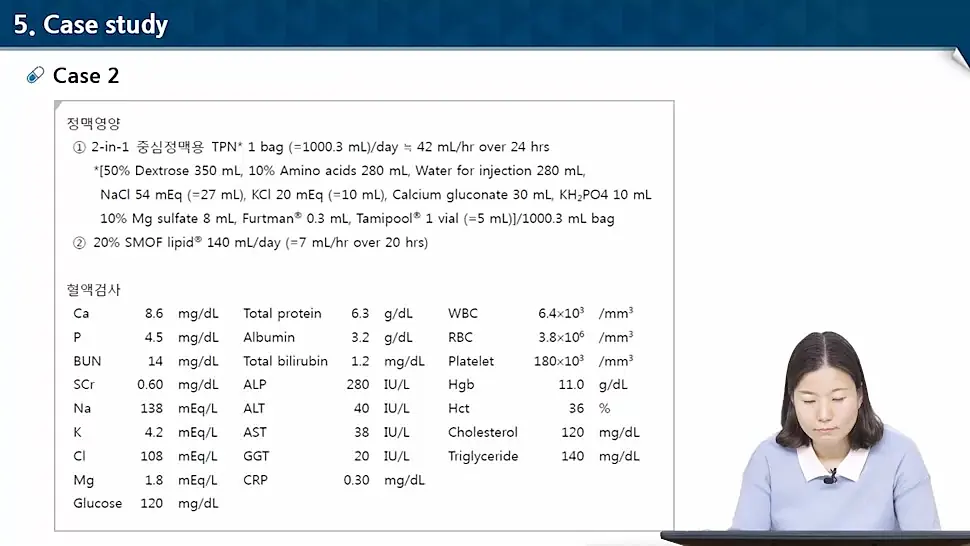 5. Case study
Case 2
정맥영양
① 2-in-1 중심정맥용 TPN* 1 bag (=1000.3 mL)/day ≒ 42 mL/hr over 24 hrs
*[50% Dextrose 350 mL, 10% Amino acids 280 mL, Water for injection 280 mL,
NaCl 54 mEq (=27 mL), KCl 20 mEq (=10 mL), Calcium gluconate 30 mL, KH2PO4 10 mL
10% Mg sulfate 8 mL, Furtman® 0.3 mL, Tamipool® 1 vial (=5 mL)]/1000.3 mL bag
② 20% SMOF lipid® 140 mL/day (=7 mL/hr over 20 hrs)
혈액검사
Ca 8.6 mg/dL Total protein 6.3 g/dL WBC 6.4×10³ /mm³
P 4.5 mg/dL Albumin 3.2 g/dL RBC 3.8×10⁶ /mm³
BUN 14 mg/dL Total bilirubin 1.2 mg/dL Platelet 180×10³ /mm³
SCr 0.60 mg/dL ALP 280 IU/L Hgb 11.0 g/dL
Na 138 mEq/L ALT 40 IU/L Hct 36 %
K 4.2 mEq/L AST 38 IU/L Cholesterol 120 mg/dL
Cl 108 mEq/L GGT 20 IU/L Triglyceride 140 mg/dL
Mg 1.8 mEq/L CRP 0.30 mg/dL
Glucose 120 mg/dL